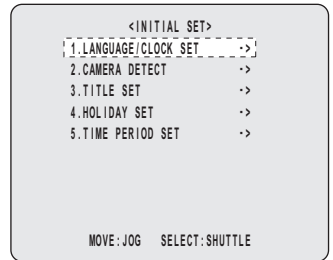 <INITIAL SET>
1.LANGUAGE/CLOCK SET ->
2.CAMERA DETECT ->
3.TITLE SET ->
4.HOLIDAY SET ->
5.TIME PERIOD SET ->
MOVE:JOG SELECT:SHUTTLE